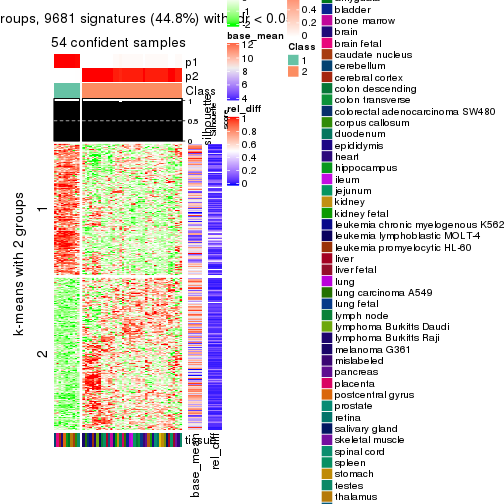 roups, 9681 signatures (44.8%) with fdr < 0.0
54 confident samples
p1
p2
Class
1
0.5
0
silhouette
k-means with 2 groups
1
2
tissue
base_mean
rel_diff
-2
base_mean
12
10
8
6
4
rel_diff
1
0.8
0.6
0.4
0.2
0
0.4
0.2
0
Class
1
2
bladder
bone marrow
brain
brain fetal
caudate nucleus
cerebellum
cerebral cortex
colon descending
colon transverse
colorectal adenocarcinoma SW480
corpus callosum
duodenum
epididymis
heart
hippocampus
ileum
jejunum
kidney
kidney fetal
leukemia chronic myelogenous K562
leukemia lymphoblastic MOLT-4
leukemia promyelocytic HL-60
liver
liver fetal
lung
lung carcinoma A549
lung fetal
lymph node
lymphoma Burkitts Daudi
lymphoma Burkitts Raji
melanoma G361
mislabeled
pancreas
placenta
postcentral gyrus
prostate
retina
salivary gland
skeletal muscle
spinal cord
spleen
stomach
testes
thalamus